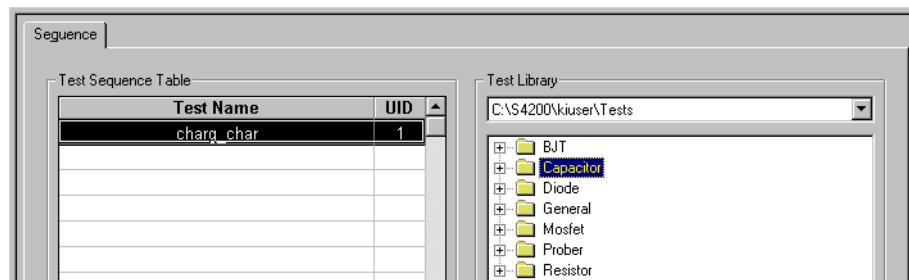 Sequence
Test Sequence Table
Test Name UID
charg_char 1
Test Library
C:\S4200\kiuser\Tests
BJT
Capacitor
Diode
General
Mosfet
Prober
Resistor